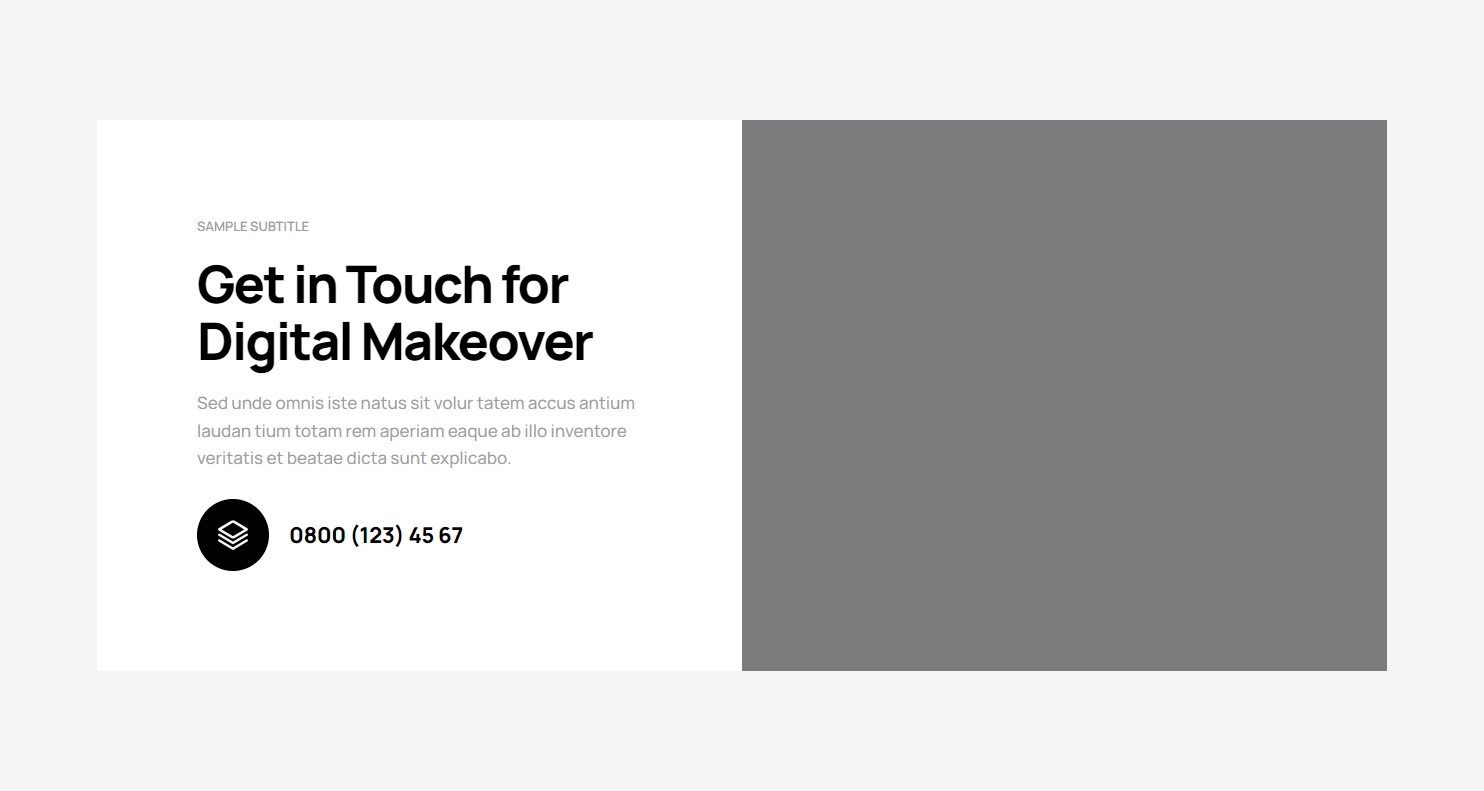 SAMPLE SUBTITLE
Get in Touch for
Digital Makeover
Sed unde omnis iste natus sit volur tatem accus antium
laudan tium totam rem aperiam eaque ab illo inventore
veritatis et beatae dicta sunt explicabo.
0800 (123) 45 67